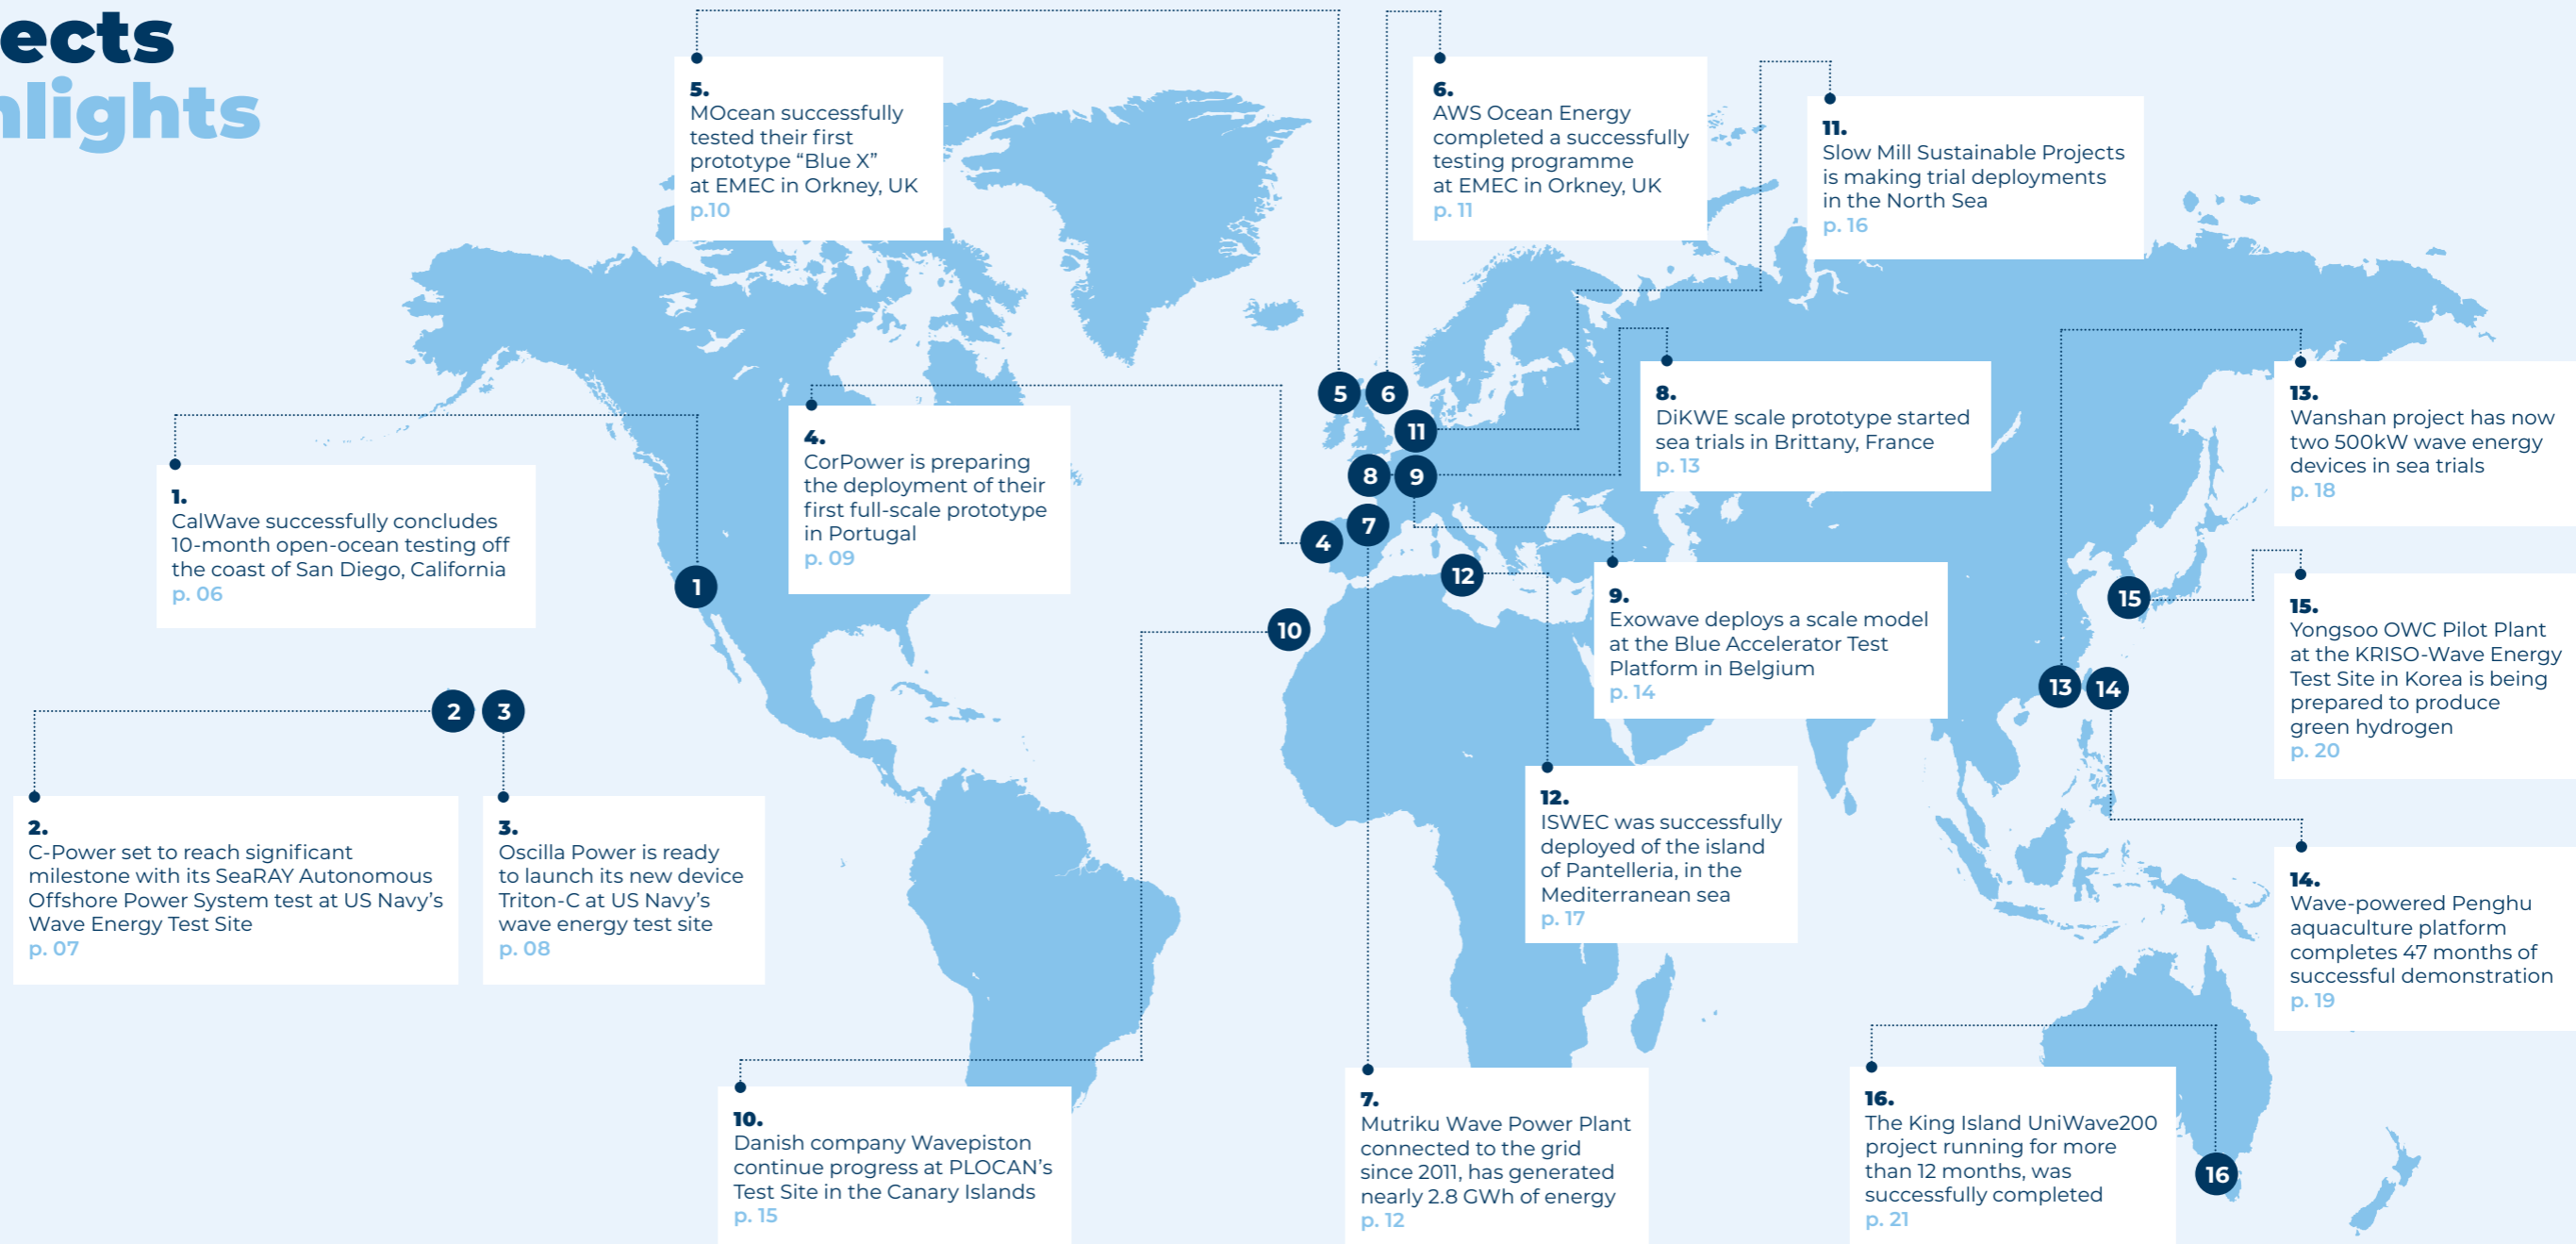 ects
hlights
5.
MOcean successfully
tested their first
prototype “Blue X”
at EMEC in Orkney, UK
p.10
6.
AWS Ocean Energy
completed a successfully
testing programme
at EMEC in Orkney, UK
p. 11
11.
Slow Mill Sustainable Projects
is making trial deployments
in the North Sea
p. 16
1.
CalWave successfully concludes
10-month open-ocean testing off
the coast of San Diego, California
p. 06
4.
CorPower is preparing
the deployment of their
first full-scale prototype
in Portugal
p. 09
8.
DiKWE scale prototype started
sea trials in Brittany, France
p. 13
13.
Wanshan project has now
two 500kW wave energy
devices in sea trials
p. 18
9.
Exowave deploys a scale model
at the Blue Accelerator Test
Platform in Belgium
p. 14
15.
Yongsoo OWC Pilot Plant
at the KRISO-Wave Energy
Test Site in Korea is being
prepared to produce
green hydrogen
p. 20
2.
C-Power set to reach significant
milestone with its SeaRAY Autonomous
Offshore Power System test at US Navy’s
Wave Energy Test Site
p. 07
3.
Oscilla Power is ready
to launch its new device
Triton-C at US Navy’s
wave energy test site
p. 08
12.
ISWEC was successfully
deployed of the island
of Pantelleria, in the
Mediterranean sea
p. 17
14.
Wave-powered Penghu
aquaculture platform
completes 47 months of
successful demonstration
p. 19
10.
Danish company Wavepiston
continue progress at PLOCAN’s
Test Site in the Canary Islands
p. 15
7.
Mutriku Wave Power Plant
connected to the grid
since 2011, has generated
nearly 2.8 GWh of energy
p. 12
16.
The King Island UniWave200
project running for more
than 12 months, was
successfully completed
p. 21
5
6
11
8
9
7
4
12
1
10
15
2
3
13
14
16